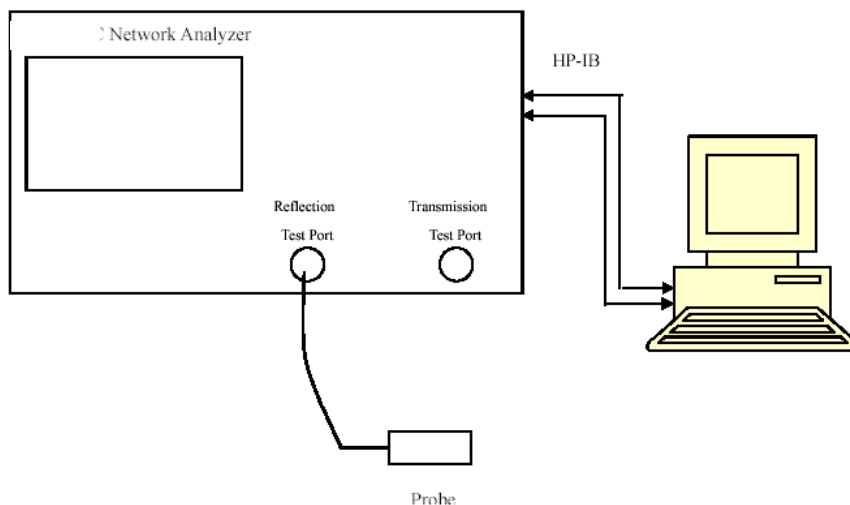 Network Analyzer
HP-IB
Reflection
Test Port
Transmission
Test Port
Probe